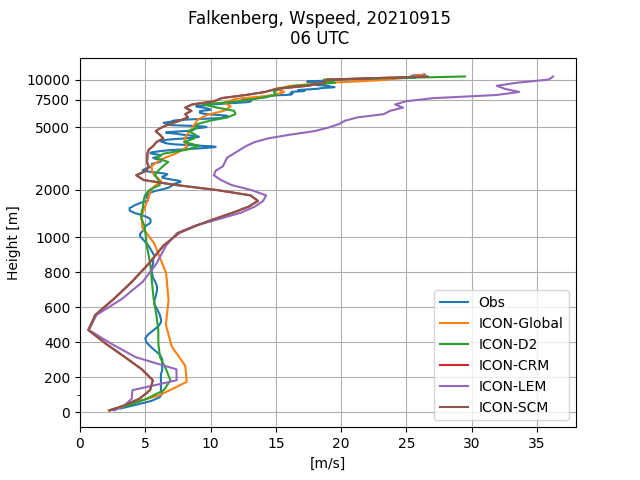 Falkenberg, Wspeed, 20210915
06 UTC
Height [m]
10000
7500
5000
2000
1000
800
600
400
200
0
Obs
ICON-Global
ICON-D2
ICON-CRM
ICON-LEM
ICON-SCM
0 5 10 15 20 25 30 35
[m/s]